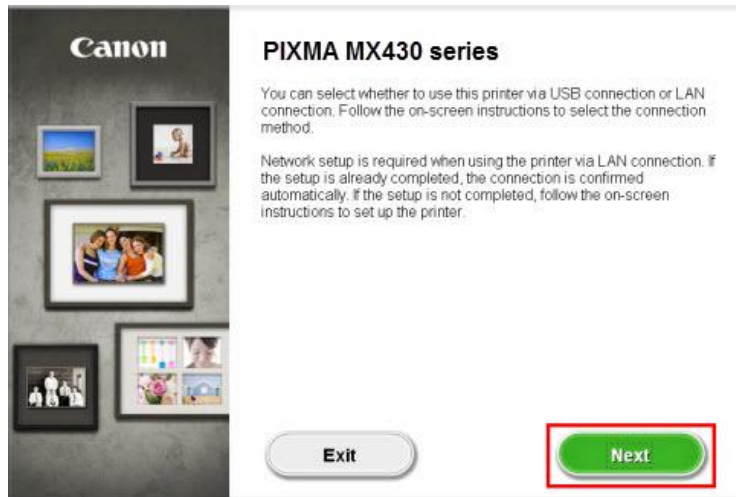 Canon
PIXMA MX430 series
You can select whether to use this printer via USB connection or LAN
connection. Follow the on-screen instructions to select the connection
method.
Network setup is required when using the printer via LAN connection. If
the setup is already completed, the connection is confirmed
automatically. If the setup is not completed, follow the on-screen
instructions to set up the printer.
Exit
Next